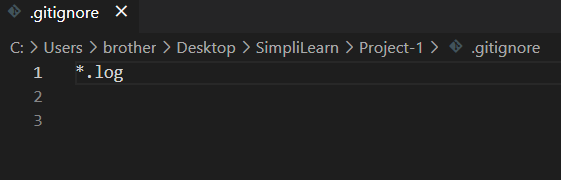 .gitignore ✕
C: > Users > brother > Desktop > SimpliLearn > Project-1 > .gitignore
1 *.log
2
3